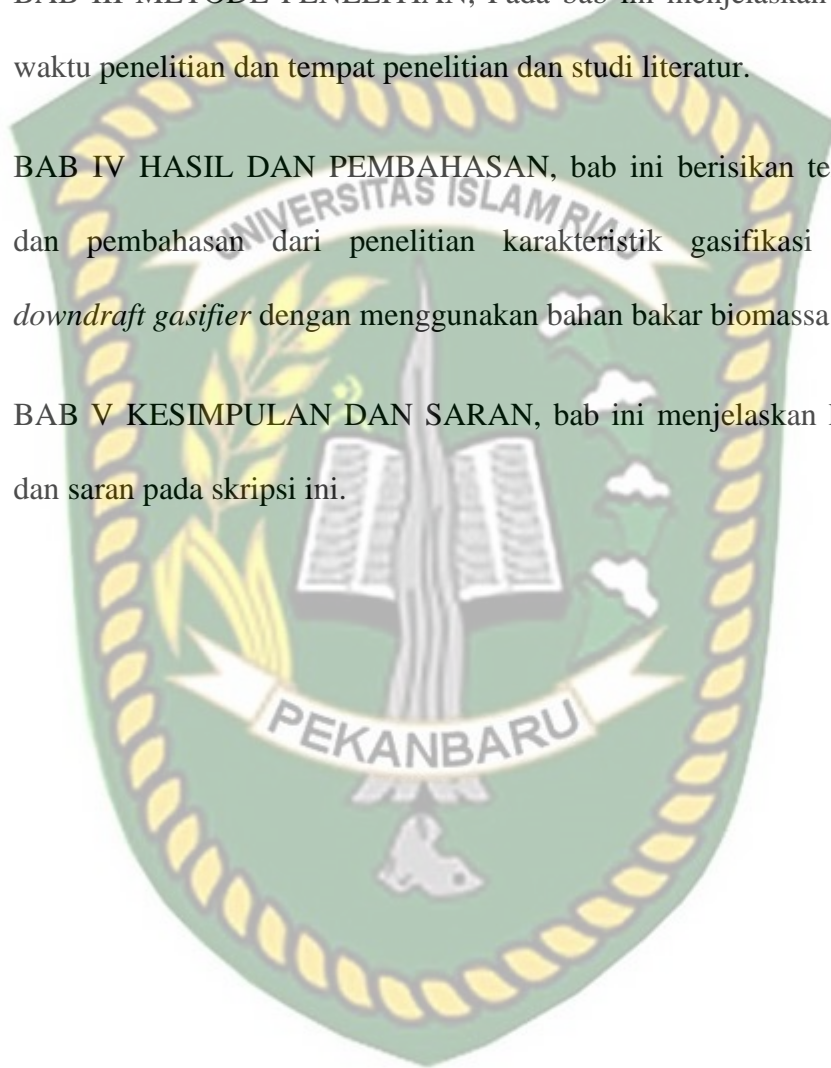 BAB III METODE PENELITIAN, Pada bab ini menjelaskan
waktu penelitian dan tempat penelitian dan studi literatur.
BAB IV HASIL DAN PEMBAHASAN, bab ini berisikan te
UNIVERSITAS ISLAM RIAU
dan pembahasan dari penelitian karakteristik gasifikasi
downdraft gasifier dengan menggunakan bahan bakar biomassa
BAB V KESIMPULAN DAN SARAN, bab ini menjelaskan
dan saran pada skripsi ini.
PEKANBARU